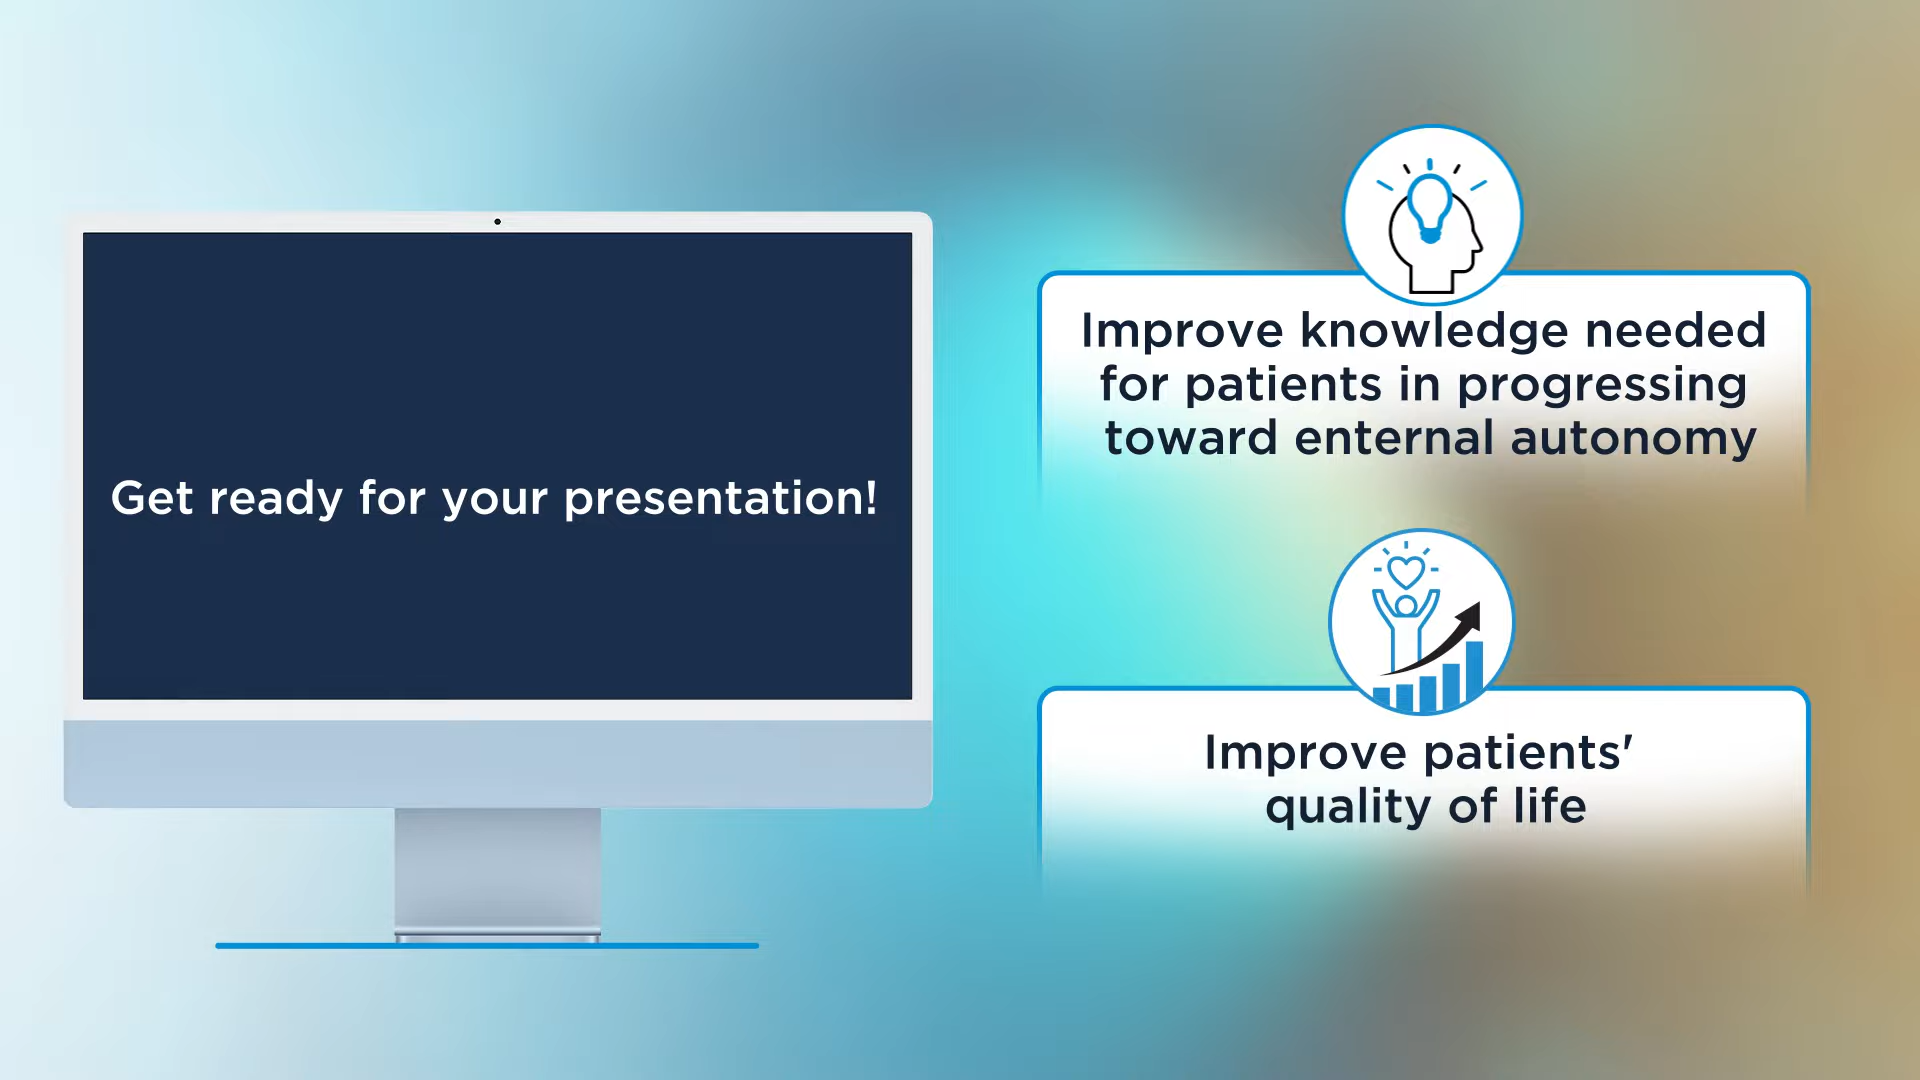 Get ready for your presentation!
Improve knowledge needed
for patients in progressing
toward enternal autonomy
Improve patients'
quality of life